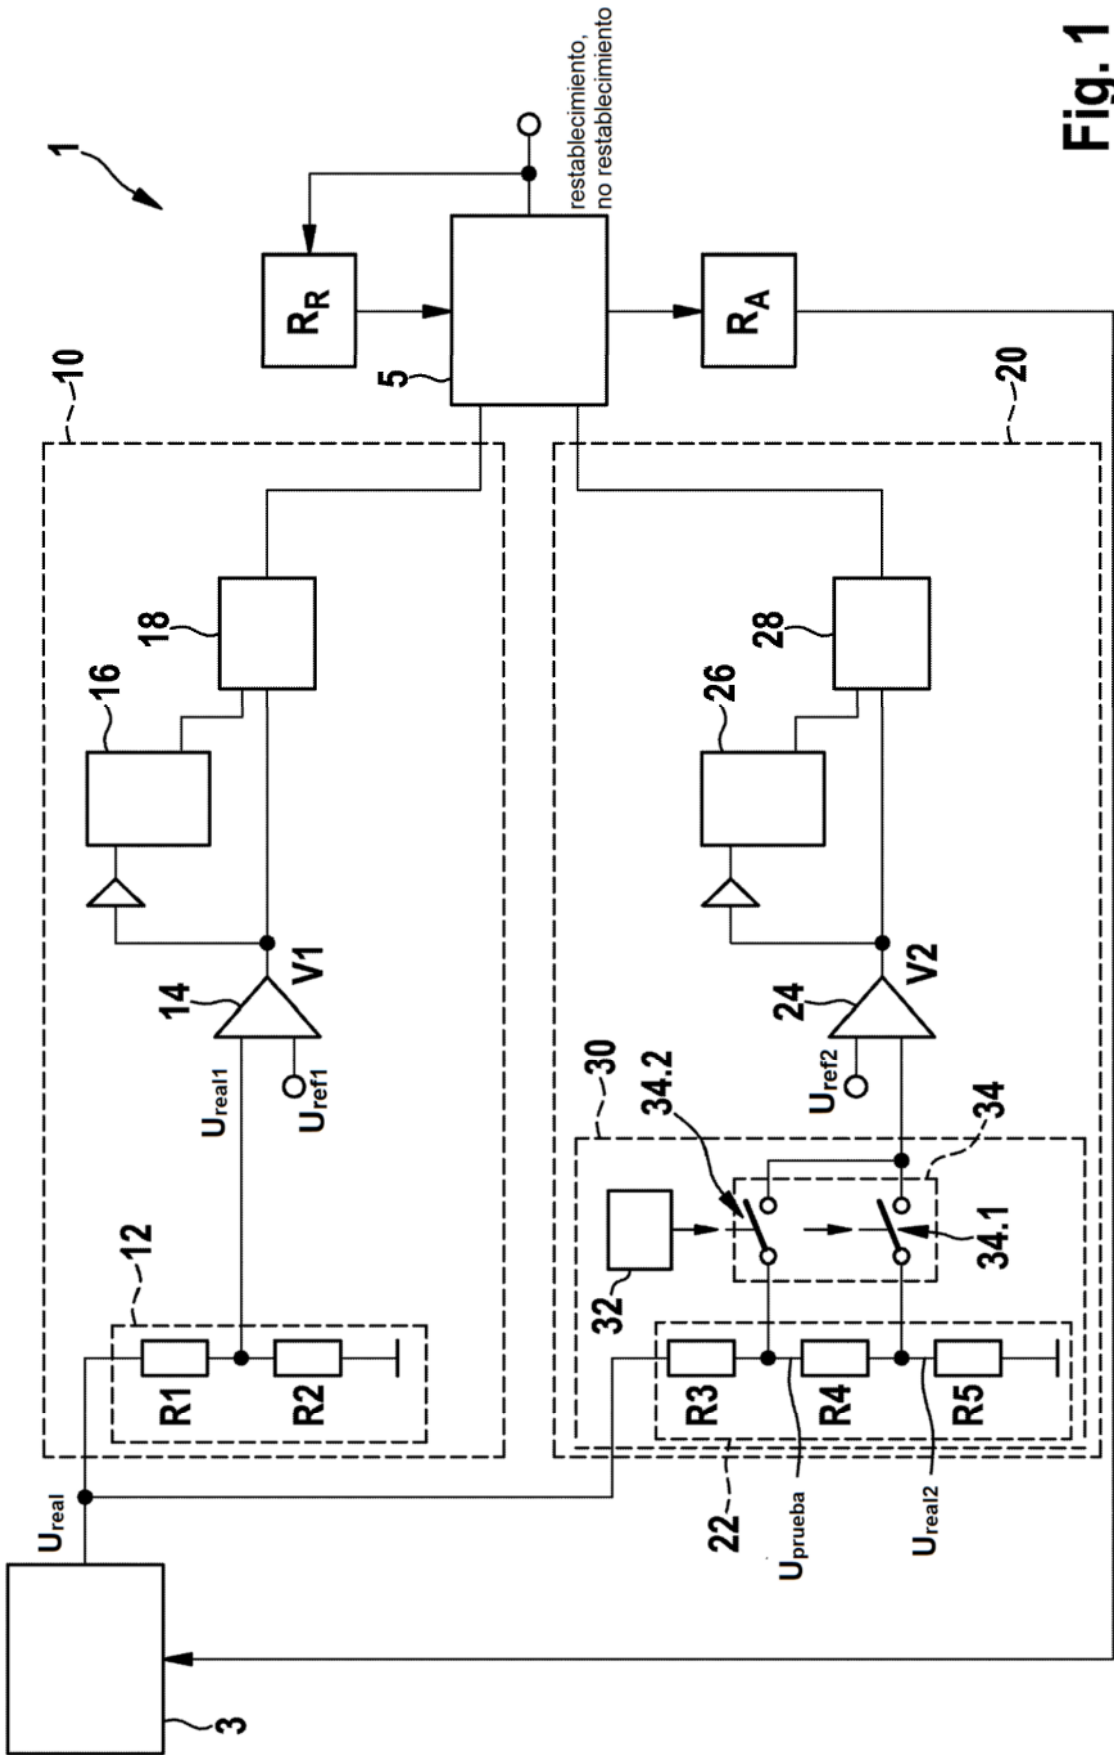 1
10
U_real
16
12
18
R1
14
U_real1
3
R2
V1
R_R
U_ref1
5
restablecimiento,
no restablecimiento
32
30
34.2
R3
22
26
R_A
28
24
U_prueba
U_ref2
R4
V2
U_real2
R5
34
34.1
20
Fig. 1